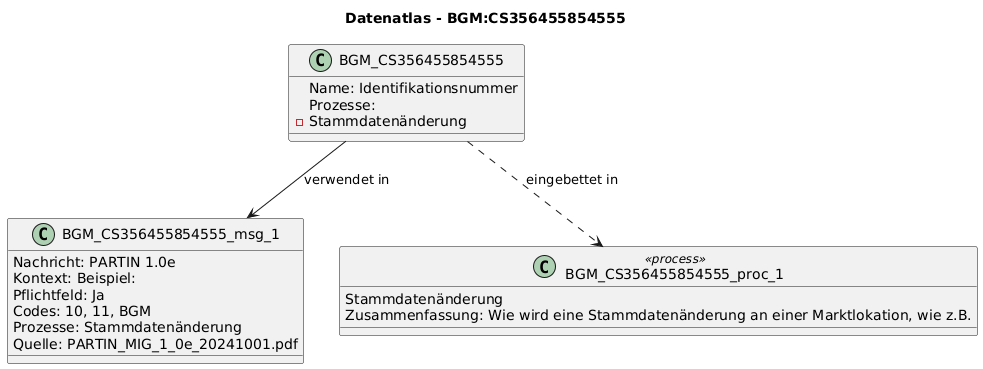 Datenatlas - BGM:CS356455854555
C BGM_CS356455854555
Name: Identifikationsnummer
Prozesse:
Stammdatenänderung
verwendet in
eingebettet in
C BGM_CS356455854555_msg_1
Nachricht: PARTIN 1.0e
Kontext: Beispiel:
Pflichtfeld: Ja
Codes: 10, 11, BGM
Prozesse: Stammdatenänderung
Quelle: PARTIN_MIG_1_0e_20241001.pdf
«process»
C BGM_CS356455854555_proc_1
Stammdatenänderung
Zusammenfassung: Wie wird eine Stammdatenänderung an einer Marktlokation, wie z.B.